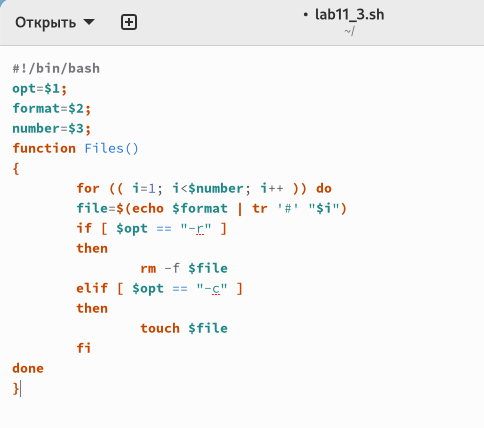 Открыть
• lab11_3.sh
~/
#!/bin/bash
opt=$1;
format=$2;
number=$3;
function Files()
{
        for (( i=1; i<$number; i++ )) do
        file=$(echo $format | tr '#' "$i")
        if [ $opt == "-r" ]
        then
                rm -f $file
        elif [ $opt == "-c" ]
        then
                touch $file
        fi
done
}